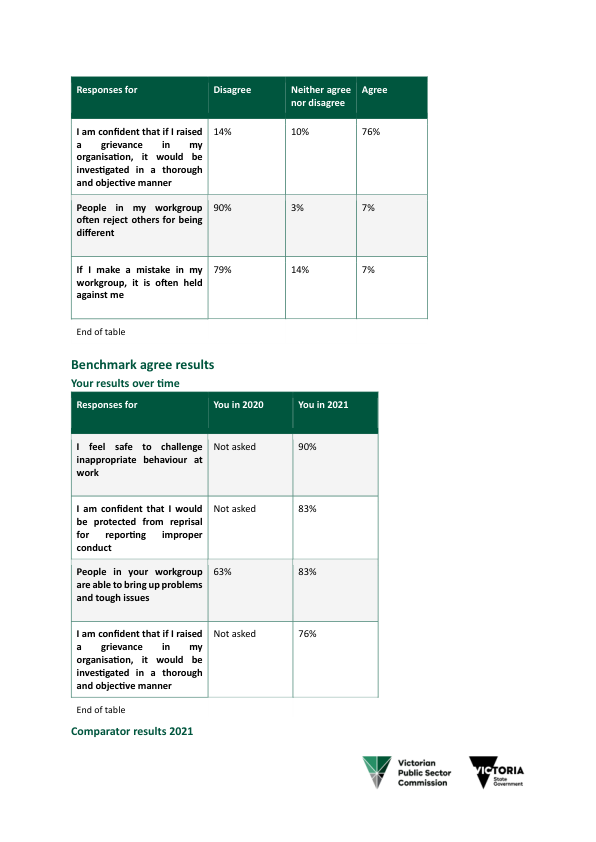 Responses for Disagree Neither agree Agree
nor disagree
I am confident that if I raised 14% 10% 76%
a grievance in my
organisation, it would be
investigated in a thorough
and objective manner
People in my workgroup 90% 3% 7%
often reject others for being
different
If I make a mistake in my 79% 14% 7%
workgroup, it is often held
against me
End of table
Benchmark agree results
Your results over time
Responses for You in 2020 You in 2021
I feel safe to challenge Not asked 90%
inappropriate behaviour at
work
I am confident that I would Not asked 83%
be protected from reprisal
for reporting improper
conduct
People in your workgroup 63% 83%
are able to bring up problems
and tough issues
I am confident that if I raised Not asked 76%
a grievance in my
organisation, it would be
investigated in a thorough
and objective manner
End of table
Comparator results 2021
Victorian
Public Sector
Commission
VICTORIA
State
Government